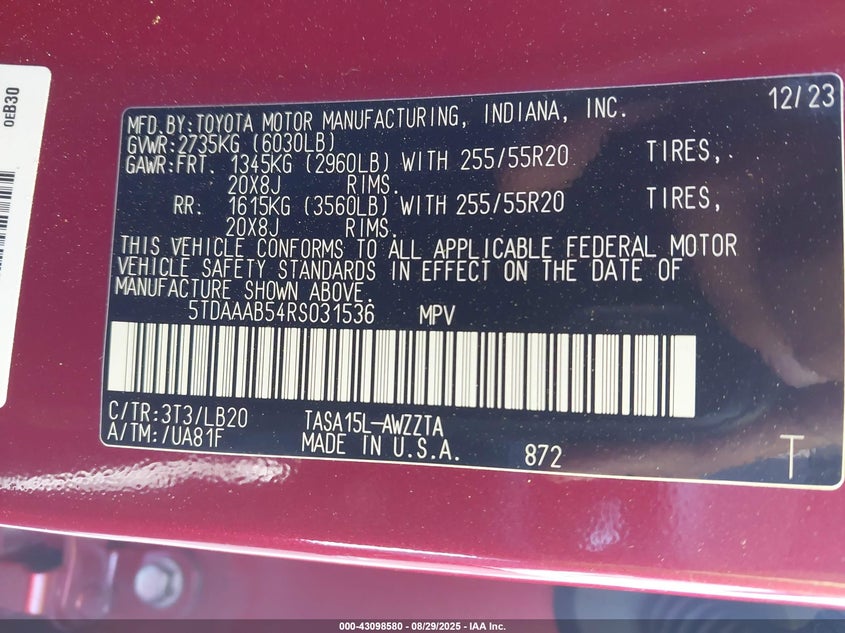 0EB30
MFD.BY:TOYOTA MOTOR MANUFACTURING, INDIANA, INC. 12/23
GVWR:2735KG (6030LB)
GAWR:FRT. 1345KG (2960LB) WITH 255/55R20 TIRES,
20X8J RIMS.
RR: 1615KG (3560LB) WITH 255/55R20 TIRES,
20X8J RIMS.
THIS VEHICLE CONFORMS TO ALL APPLICABLE FEDERAL MOTOR
VEHICLE SAFETY STANDARDS IN EFFECT ON THE DATE OF
MANUFACTURE SHOWN ABOVE.
5TDAAAB54RS031536 MPV
C/TR:3T3/LB20 TASA15L-AWZZTA
A/TM:/UA81F MADE IN U.S.A. 872 T
000-43098580 - 08/29/2025 - IAA Inc.